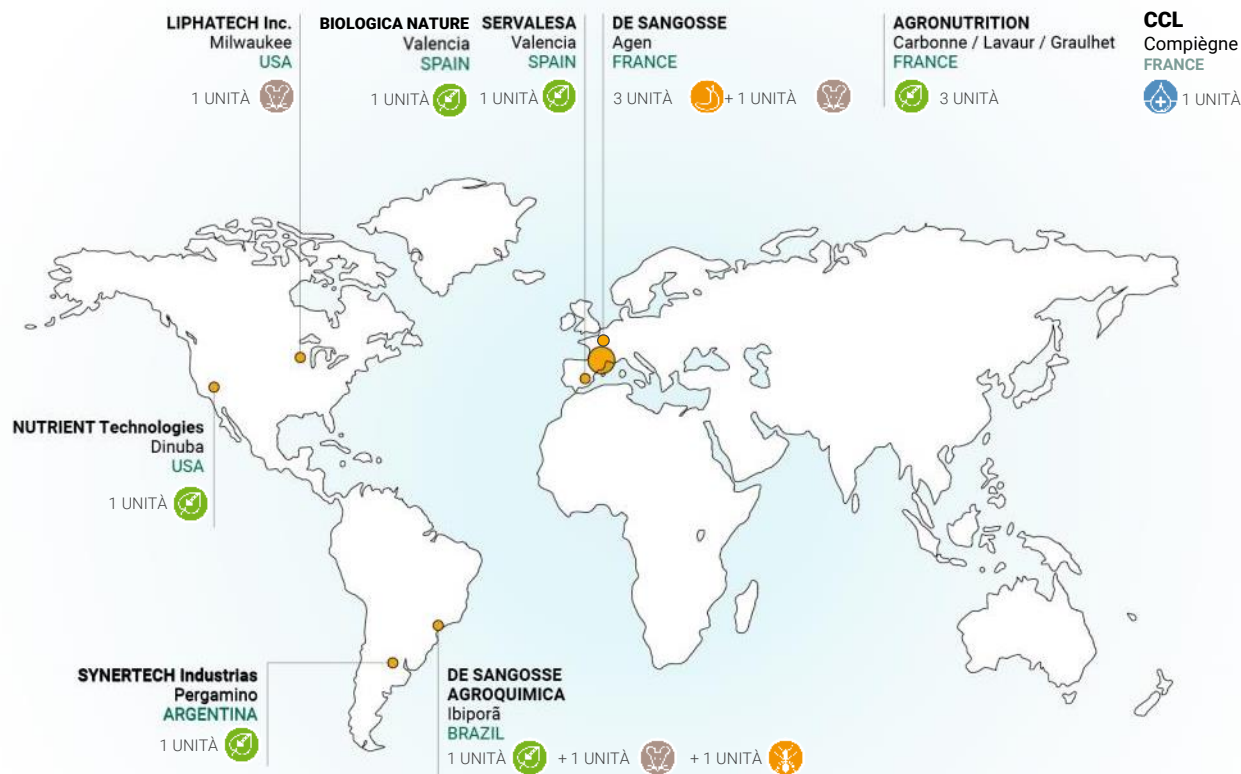 LIPHATECH Inc.
Milwaukee
USA
1 UNITÀ
BIOLOGICA NATURE
Valencia
SPAIN
1 UNITÀ
SERVALESA
Valencia
SPAIN
1 UNITÀ
DE SANGOSSE
Agen
FRANCE
3 UNITÀ + 1 UNITÀ
AGRONUTRITION
Carbonne / Lavaur / Graulhet
FRANCE
3 UNITÀ
CCL
Compiègne
FRANCE
1 UNITÀ
NUTRIENT Technologies
Dinuba
USA
1 UNITÀ
SYNERTECH Industrias
Pergamino
ARGENTINA
1 UNITÀ
DE SANGOSSE
AGROQUIMICA
Ibiporã
BRAZIL
1 UNITÀ + 1 UNITÀ + 1 UNITÀ